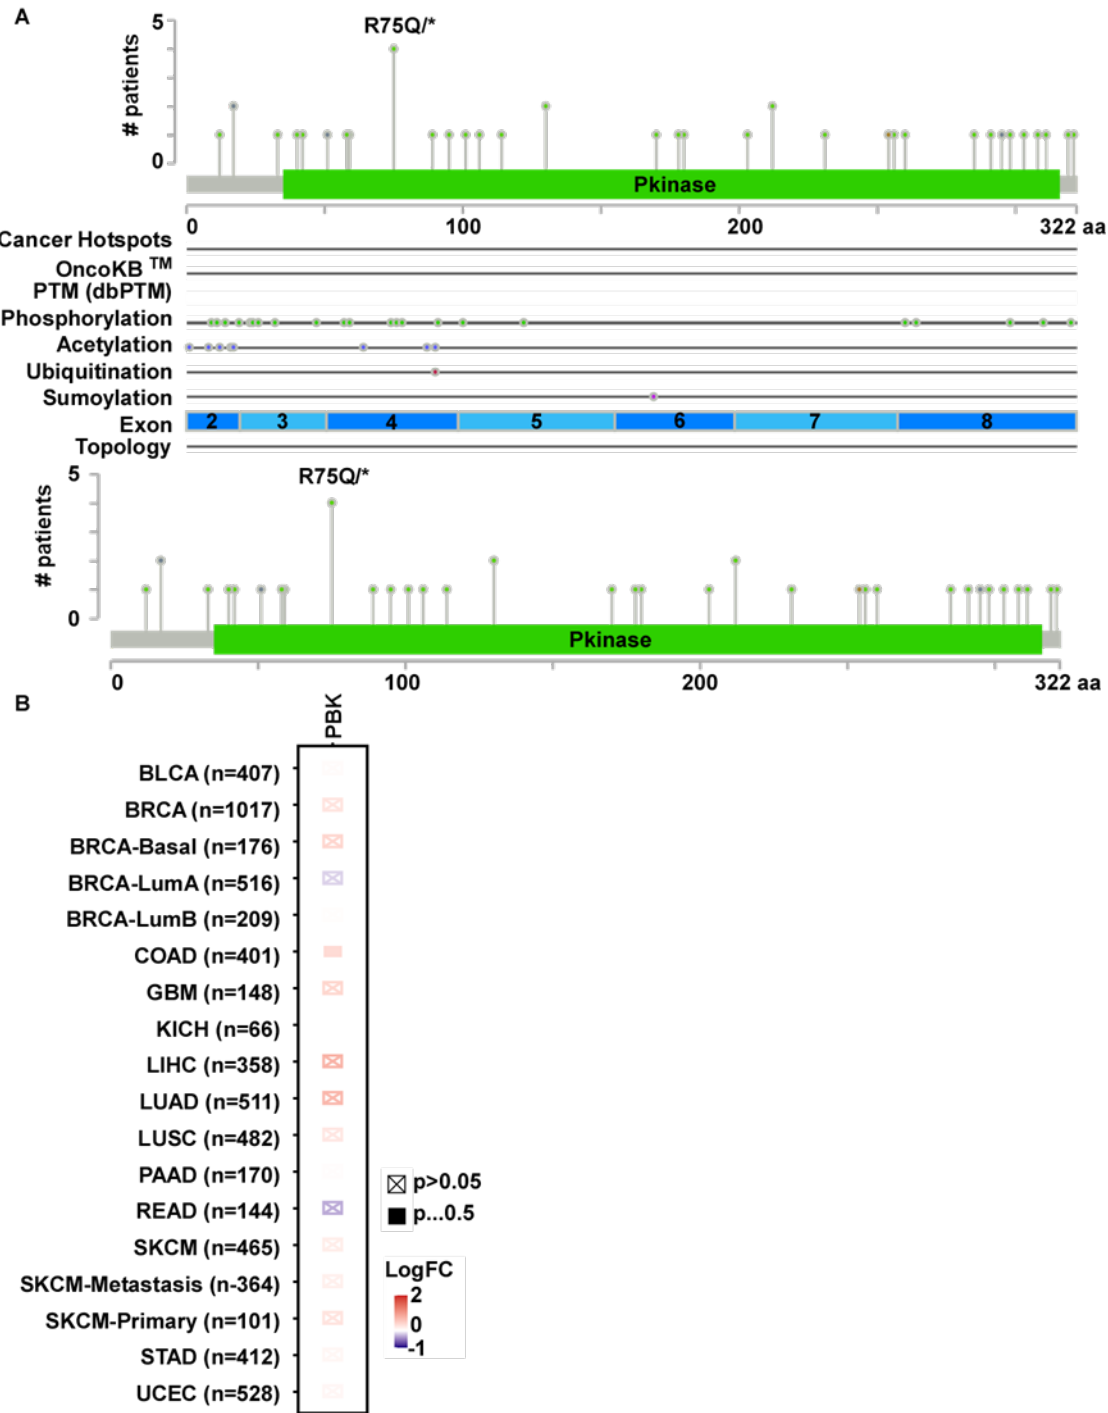 A
R75Q/*
5
# patients
0
Pkinase
0 100 200 322 aa
Cancer Hotspots
OncoKB TM
PTM (dbPTM)
Phosphorylation
Acetylation
Ubiquitination
Sumoylation
Exon 2 3 4 5 6 7 8
Topology
R75Q/*
5
# patients
0
Pkinase
0 100 200 322 aa
B
PBK
BLCA (n=407)
BRCA (n=1017)
BRCA-Basal (n=176)
BRCA-LumA (n=516)
BRCA-LumB (n=209)
COAD (n=401)
GBM (n=148)
KICH (n=66)
LIHC (n=358)
LUAD (n=511)
LUSC (n=482)
PAAD (n=170)
p>0.05
READ (n=144)
p...0.5
SKCM (n=465)
LogFC
SKCM-Metastasis (n-364)
2
SKCM-Primary (n=101)
0
STAD (n=412)
-1
UCEC (n=528)